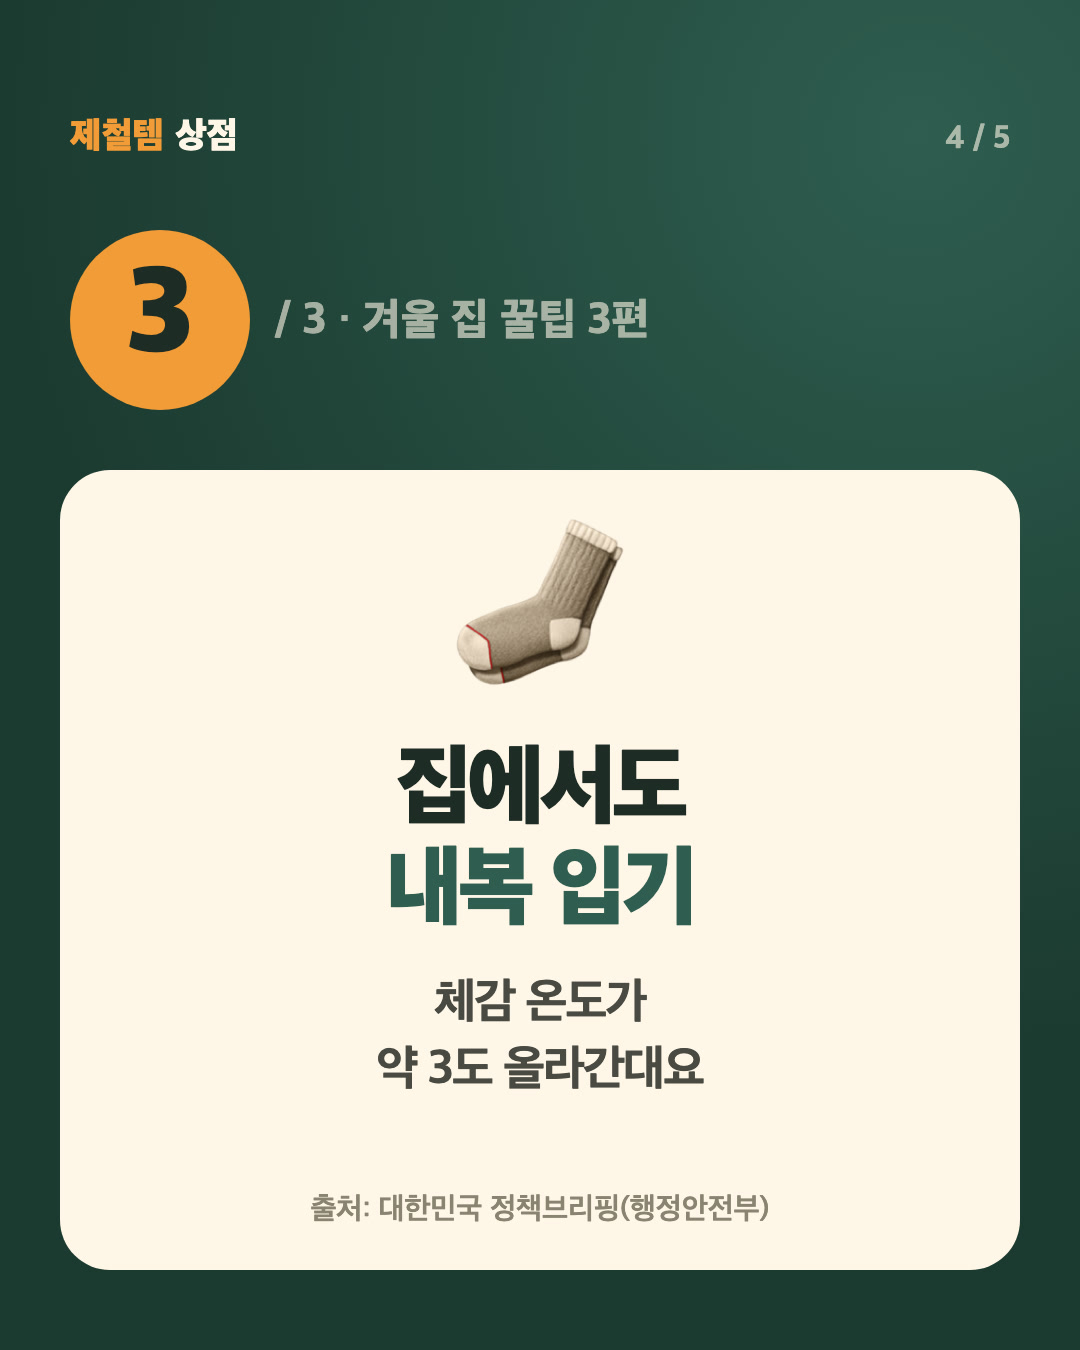 제철템 상점
4 / 5
3
/ 3 · 겨울 집 꿀팁 3편
집에서도
내복 입기
체감 온도가
약 3도 올라간대요
출처: 대한민국 정책브리핑(행정안전부)